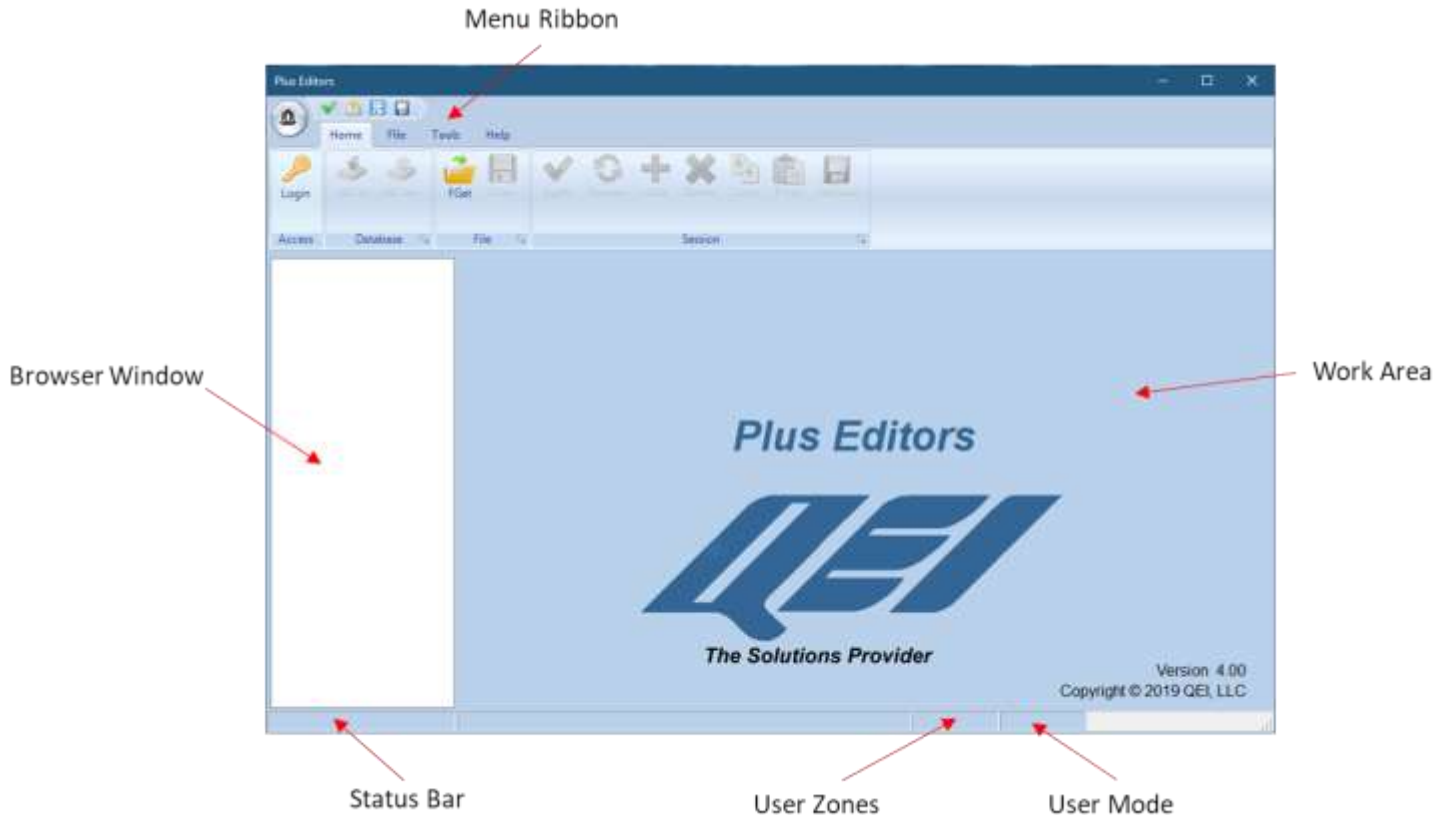 Menu Ribbon
Plus Editors
Home File Tools Help
Login
FGet
Access Database File Session
Browser Window
Work Area
Plus Editors
QEI
The Solutions Provider
Version 4.00
Copyright © 2019 QEI, LLC
Status Bar
User Zones
User Mode